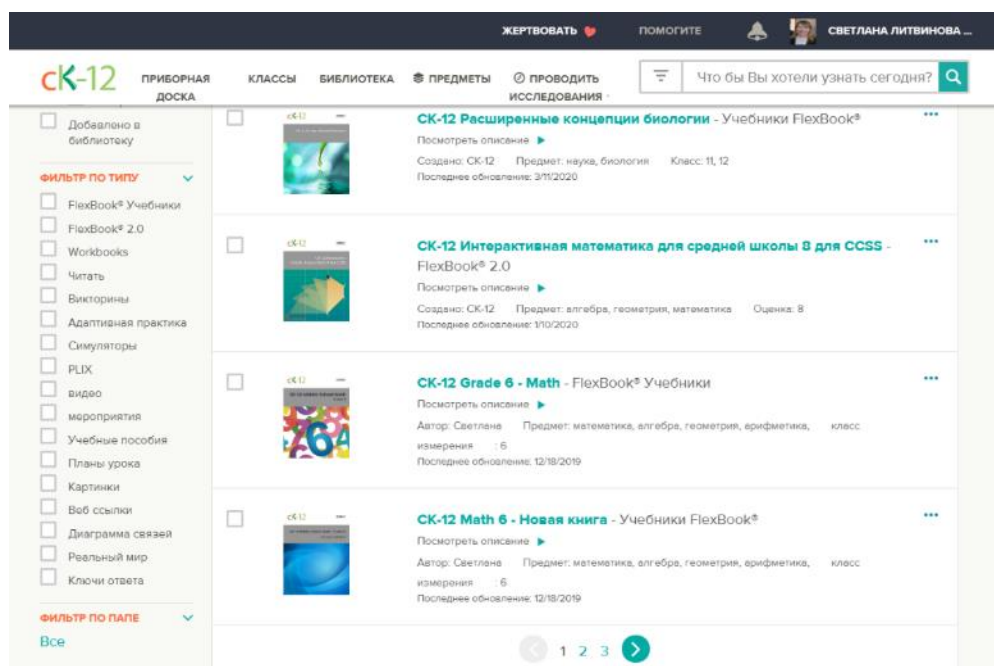 ЖЕРТВОВАТЬ
ПОМОГИТЕ
СВЕТЛАНА ЛИТВИНОВА ...
cK-12
ПРИБОРНАЯ ДОСКА
КЛАССЫ
БИБЛИОТЕКА
ПРЕДМЕТЫ
ПРОВОДИТЬ ИССЛЕДОВАНИЯ
Что бы Вы хотели узнать сегодня?
Добавлено в
библиотеку
ФИЛЬТР ПО ТИПУ
FlexBook® Учебники
FlexBook® 2.0
Workbooks
Читать
Викторины
Адаптивная практика
Симуляторы
PLIX
видео
мероприятия
Учебные пособия
Планы урока
Картинки
Веб ссылки
Диаграмма связей
Реальный мир
Ключи ответа
ФИЛЬТР ПО ПАПЕ
Все
cK-12
СК-12 Расширенные концепции биологии - Учебники FlexBook®
Посмотреть описание
Создано: СК-12 Предмет: наука, биология Класс: 11, 12
Последнее обновление: 3/11/2020
cK-12
СК-12 Интерактивная математика для средней школы 8 для CCSS -
FlexBook® 2.0
Посмотреть описание
Создано: СК-12 Предмет: алгебра, геометрия, математика Оценка: 8
Последнее обновление: 1/10/2020
cK-12
CK-12 Grade 6 - Math - FlexBook® Учебники
Посмотреть описание
Автор: Светлана Предмет: математика, алгебра, геометрия, арифметика, класс
измерения : 6
Последнее обновление: 12/18/2019
cK-12
CK-12 Math 6 - Новая книга - Учебники FlexBook®
Посмотреть описание
Автор: Светлана Предмет: математика, алгебра, геометрия, арифметика, класс
измерения : 6
Последнее обновление: 12/18/2019
1 2 3